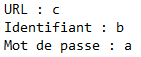 URL : c
Identifiant : b
Mot de passe : a